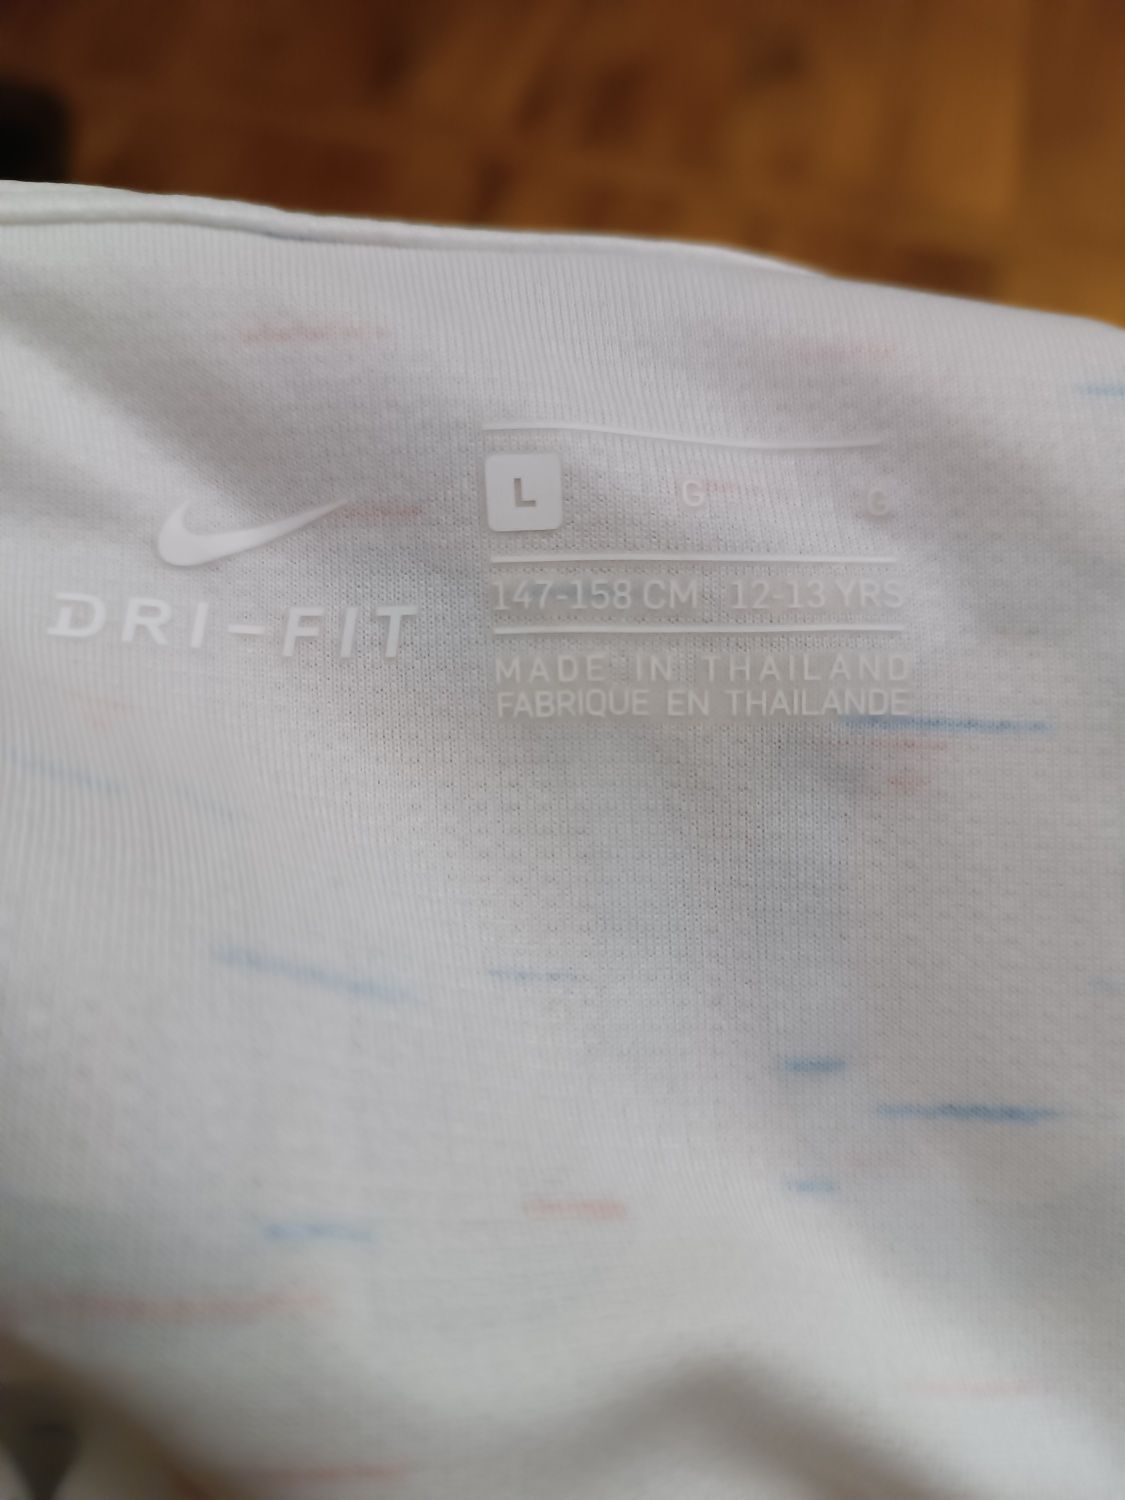 L G G
147-158 CM 12-13 YRS
DRI-FIT
MADE IN THAILAND
FABRIQUE EN THAILANDE